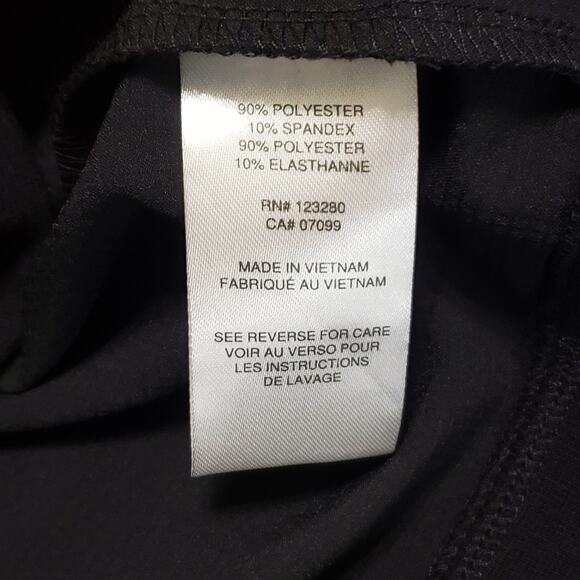 90% POLYESTER
10% SPANDEX
90% POLYESTER
10% ELASTHANNE
RN# 123280
CA# 07099
MADE IN VIETNAM
FABRIQUÉ AU VIETNAM
SEE REVERSE FOR CARE
VOIR AU VERSO POUR
LES INSTRUCTIONS
DE LAVAGE